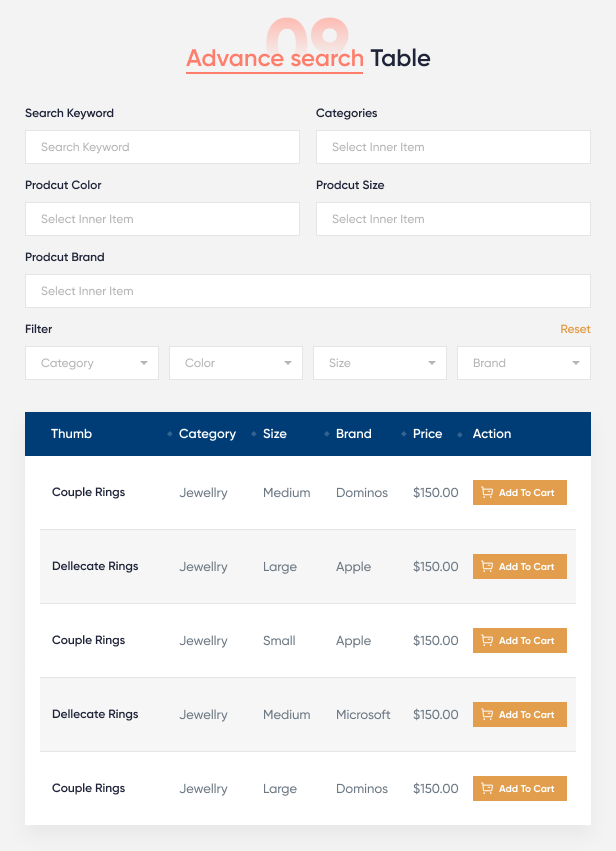 09
Advance search Table
Search Keyword Categories
Search Keyword Select Inner Item
Prodcut Color Prodcut Size
Select Inner Item Select Inner Item
Prodcut Brand
Select Inner Item
Filter Reset
Category Color Size Brand
Thumb Category Size Brand Price Action
Couple Rings Jewellry Medium Dominos $150.00 Add To Cart
Dellecate Rings Jewellry Large Apple $150.00 Add To Cart
Couple Rings Jewellry Small Apple $150.00 Add To Cart
Dellecate Rings Jewellry Medium Microsoft $150.00 Add To Cart
Couple Rings Jewellry Large Dominos $150.00 Add To Cart